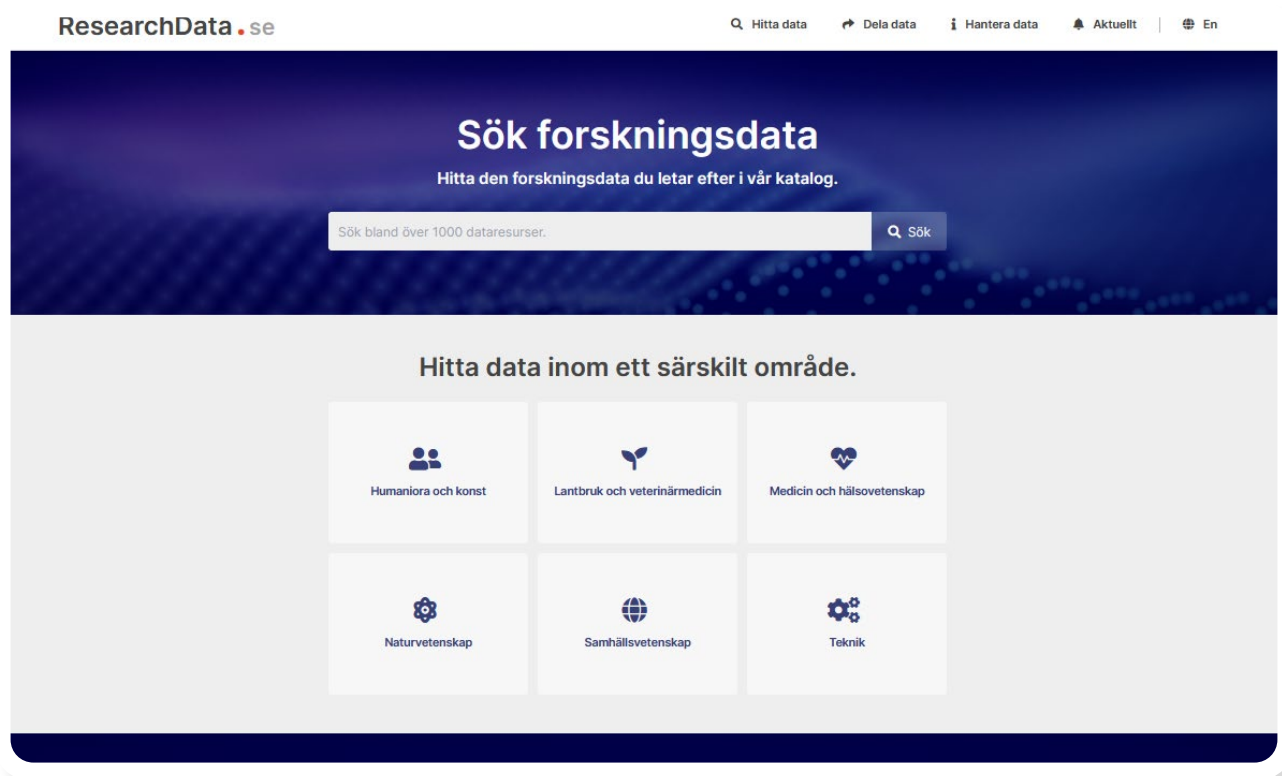 ResearchData.se
Hitta data
Dela data
Hantera data
Aktuellt
En
Sök forskningsdata
Hitta den forskningsdata du letar efter i vår katalog.
Sök bland över 1000 dataresurser.
Sök
Hitta data inom ett särskilt område.
Humaniora och konst
Lantbruk och veterinärmedicin
Medicin och hälsovetenskap
Naturvetenskap
Samhällsvetenskap
Teknik